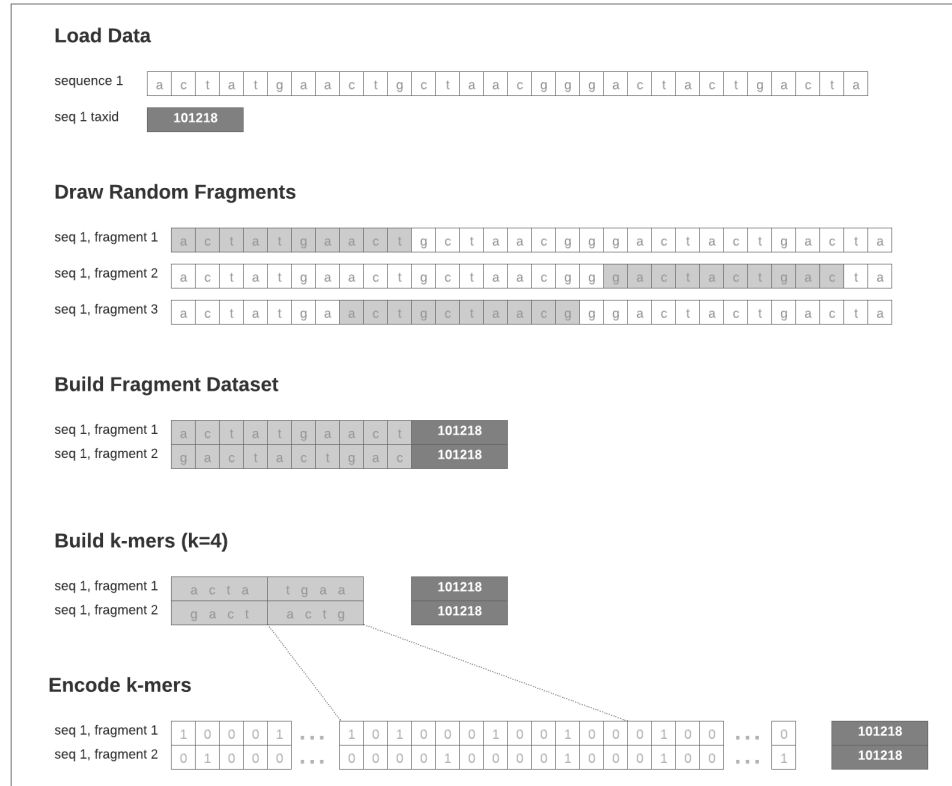 Load Data
sequence 1 a c t a t g a a c t g c t a a c g g g a c t a c t g a c t a
seq 1 taxid 101218
Draw Random Fragments
seq 1, fragment 1 a c t a t g a a c t g c t a a c g g g a c t a c t g a c t a
seq 1, fragment 2 a c t a t g a a c t g c t a a c g g g a c t a c t g a c t a
seq 1, fragment 3 a c t a t g a a c t g c t a a c g g g a c t a c t g a c t a
Build Fragment Dataset
seq 1, fragment 1 a c t a t g a a c t 101218
seq 1, fragment 2 g a c t a c t g a c 101218
Build k-mers (k=4)
seq 1, fragment 1 a c t a t g a a 101218
seq 1, fragment 2 g a c t a c t g 101218
Encode k-mers
seq 1, fragment 1 1 0 0 0 1 ... 1 0 1 0 0 0 1 0 0 1 0 0 0 1 0 0 ... 0 101218
seq 1, fragment 2 0 1 0 0 0 ... 0 0 0 0 1 0 0 0 0 1 0 0 0 1 0 0 ... 1 101218